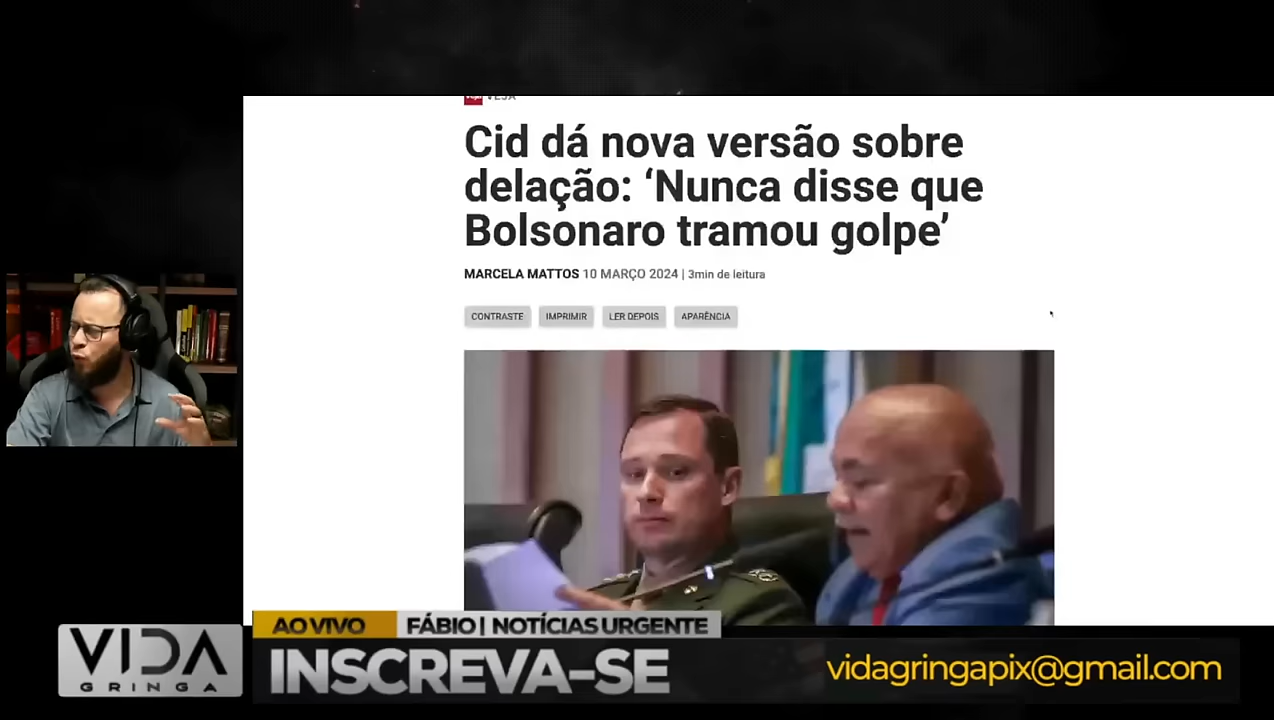 VEJA
Cid dá nova versão sobre
delação: ‘Nunca disse que
Bolsonaro tramou golpe’
MARCELA MATTOS 10 MARÇO 2024 | 3min de leitura
CONTRASTE IMPRIMIR LER DEPOIS APARÊNCIA
AO VIVO FÁBIO | NOTÍCIAS URGENTE
VIDA
GRINGA
INSCREVA-SE
vidagringapix@gmail.com